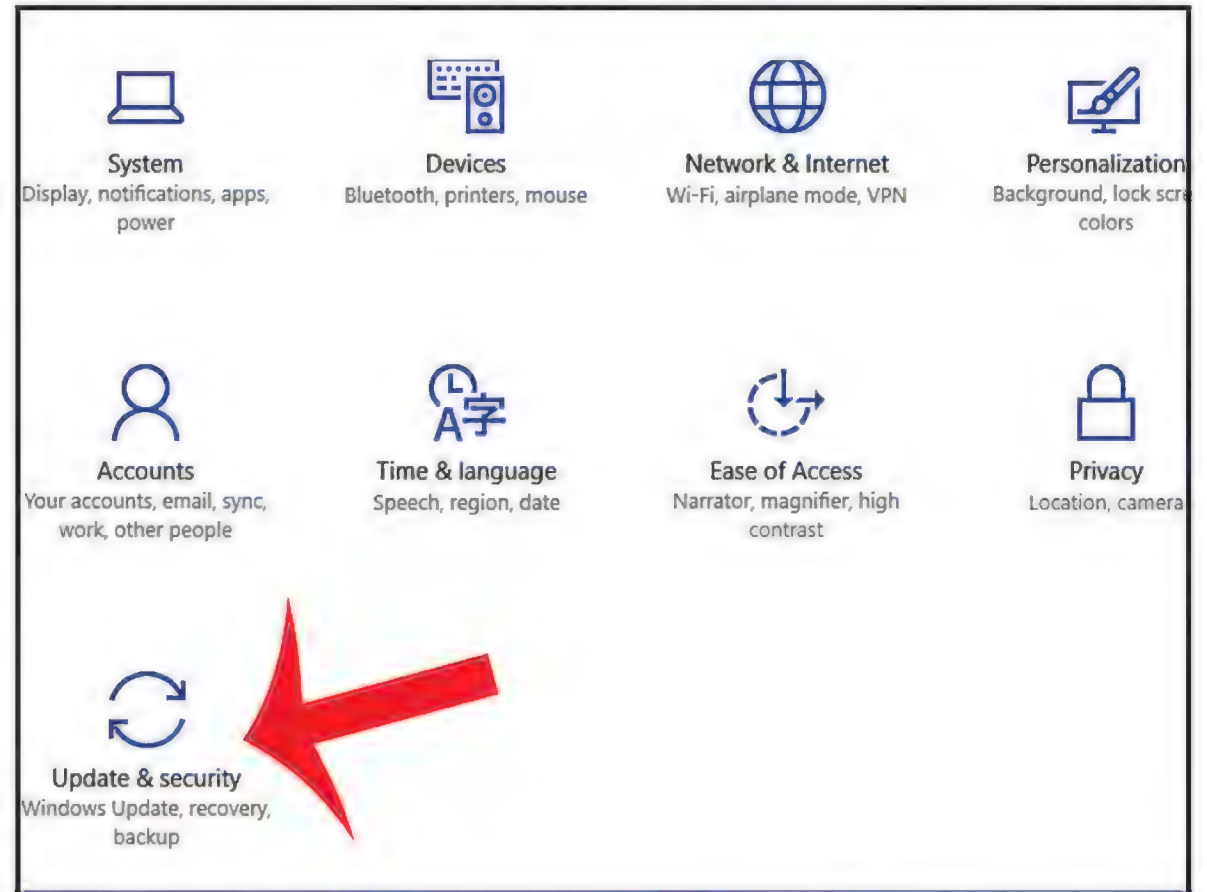 System
Display, notifications, apps,
power
Devices
Bluetooth, printers, mouse
Network & Internet
Wi-Fi, airplane mode, VPN
Personalization
Background, lock scre
colors
Accounts
Your accounts, email, sync,
work, other people
A字
Time & language
Speech, region, date
Ease of Access
Narrator, magnifier, high
contrast
Privacy
Location, camera
Update & security
Windows Update, recovery,
backup